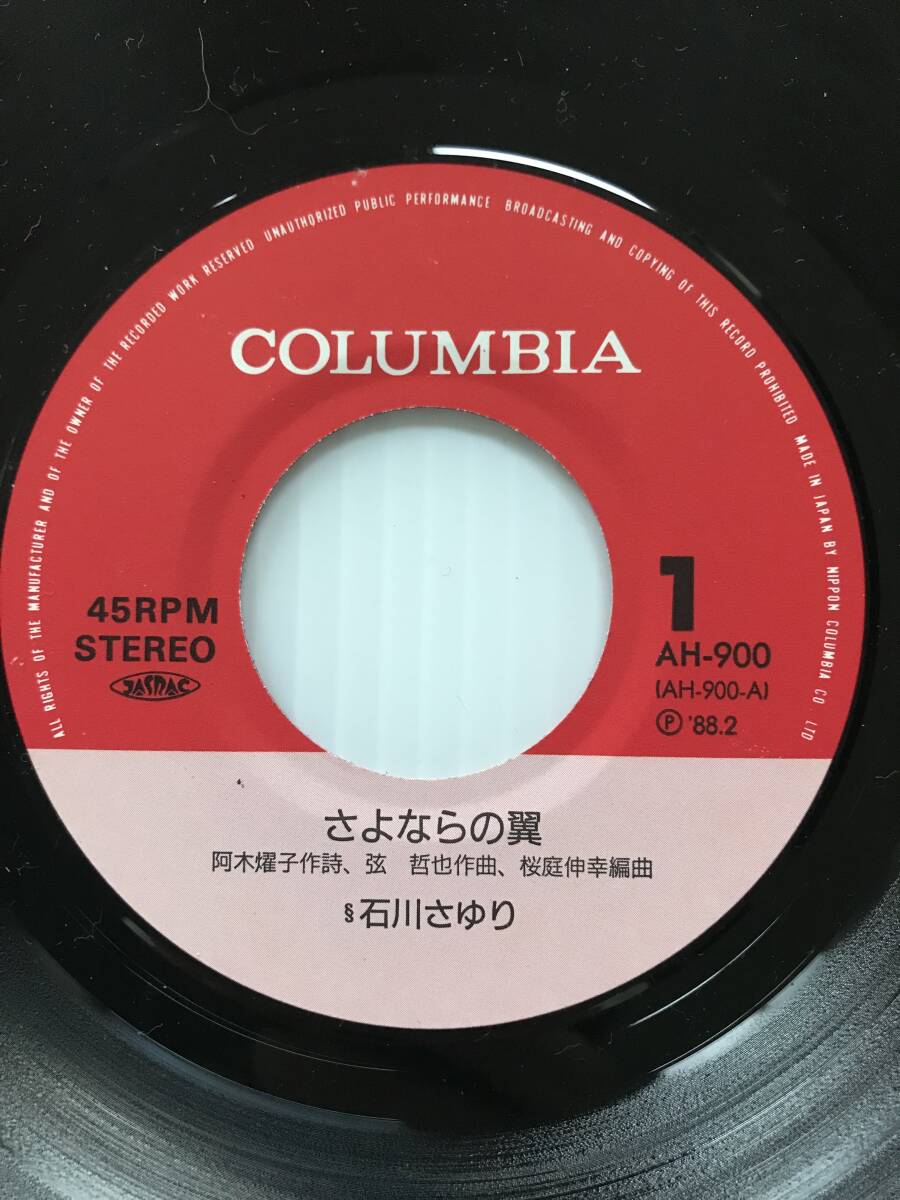 ALL RIGHTS OF THE MANUFACTURER AND OF THE OWNER OF THE RECORDED WORK RESERVED UNAUTHORIZED PUBLIC PERFORMANCE BROADCASTING AND COPYING OF THIS RECORD PROHIBITED MADE IN JAPAN BY NIPPON COLUMBIA CO. LTD
COLUMBIA
45RPM
STEREO
JASRAC
1
AH-900
(AH-900-A)
Ⓟ '88.2
さよならの翼
阿木燿子作詩、弦　哲也作曲、桜庭伸幸編曲
§石川さゆり